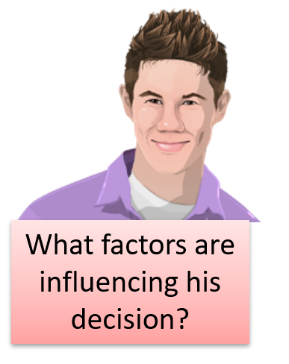 What factors are
influencing his
decision?